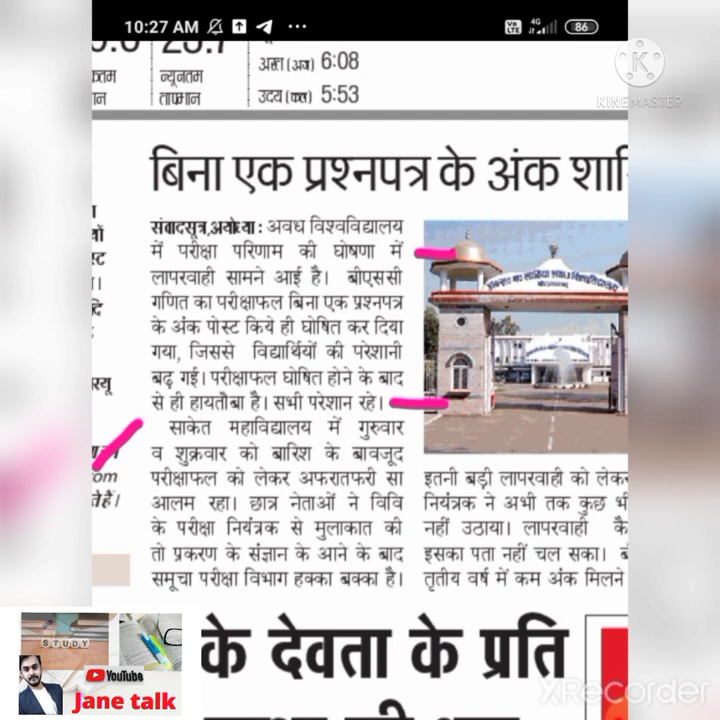 10:27 AM
Vo LTE 4G 86
KINEMASTER
न्यूनतम
तापमान
अस्त (आज) 6:08
उदय (कल) 5:53
बिना एक प्रश्नपत्र के अंक
संवादसूत्र, अयोध्या : अवध विश्वविद्यालय
में परीक्षा परिणाम की घोषणा में
लापरवाही सामने आई है। बीएससी
गणित का परीक्षाफल बिना एक प्रश्नपत्र
के अंक पोस्ट किये ही घोषित कर दिया
गया, जिससे विद्यार्थियों की परेशानी
बढ़ गई। परीक्षाफल घोषित होने के बाद
से ही हायतौबा है। सभी परेशान रहे।
साकेत महाविद्यालय में गुरुवार
व शुक्रवार को बारिश के बावजूद
परीक्षाफल को लेकर अफरातफरी सा
आलम रहा। छात्र नेताओं ने विवि
के परीक्षा नियंत्रक से मुलाकात की
तो प्रकरण के संज्ञान के आने के बाद
समूचा परीक्षा विभाग हक्का बक्का है।
इतनी बड़ी लापरवाही को लेकर
नियंत्रक ने अभी तक कुछ भी
नहीं उठाया। लापरवाही
इसका पता नहीं चल सका।
तृतीय वर्ष में कम अंक मिलने
के देवता के प्रति
STUDY
YouTube
Jane talk
XRecorder